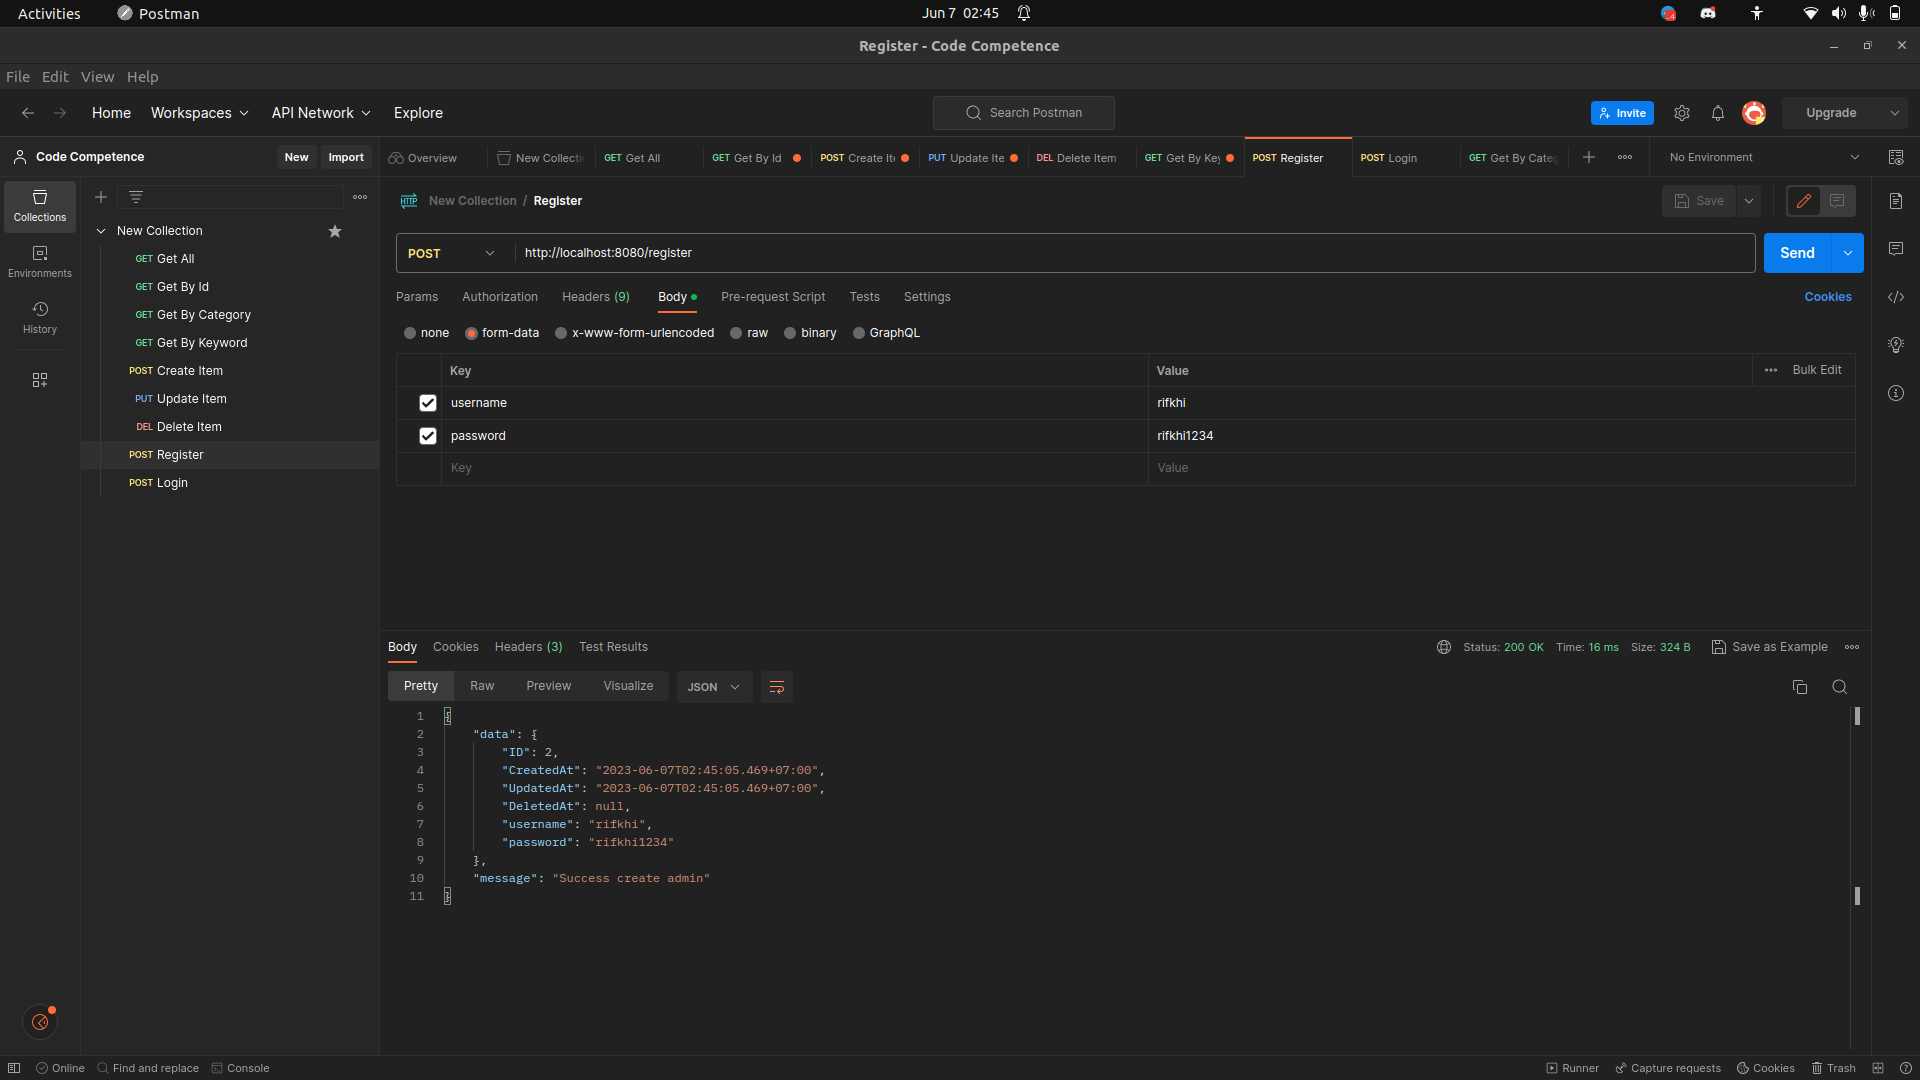 Activities Postman Jun 7 02:45
Register - Code Competence
File Edit View Help
Home Workspaces API Network Explore Search Postman Invite Upgrade
Code Competence New Import
Overview New Collecti GET Get All GET Get By Id POST Create Ite PUT Update Ite DEL Delete Item GET Get By Key POST Register POST Login GET Get By Categ No Environment
Collections
Environments
History
New Collection
GET Get All
GET Get By Id
GET Get By Category
GET Get By Keyword
POST Create Item
PUT Update Item
DEL Delete Item
POST Register
POST Login
HTTP New Collection / Register Save
POST http://localhost:8080/register Send
Params Authorization Headers (9) Body Pre-request Script Tests Settings Cookies
none form-data x-www-form-urlencoded raw binary GraphQL
Key Value Bulk Edit
username rifkhi
password rifkhi1234
Key Value
Body Cookies Headers (3) Test Results Status: 200 OK Time: 16 ms Size: 324 B Save as Example
Pretty Raw Preview Visualize JSON
1 {
2 "data": {
3 "ID": 2,
4 "CreatedAt": "2023-06-07T02:45:05.469+07:00",
5 "UpdatedAt": "2023-06-07T02:45:05.469+07:00",
6 "DeletedAt": null,
7 "username": "rifkhi",
8 "password": "rifkhi1234"
9 },
10 "message": "Success create admin"
11 }
Online Find and replace Console Runner Capture requests Cookies Trash